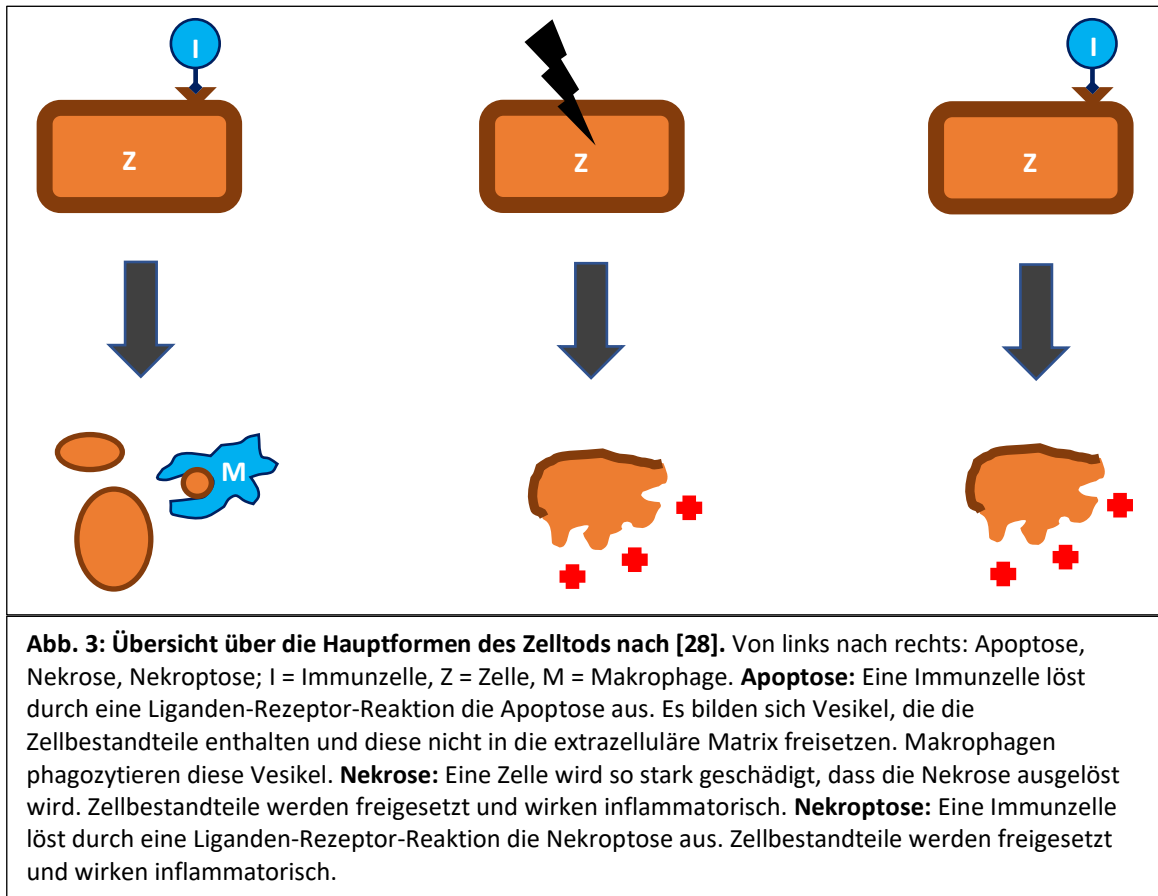 I
I
Z
Z
Z
M
Abb. 3: Übersicht über die Hauptformen des Zelltods nach [28]. Von links nach rechts: Apoptose,
Nekrose, Nekroptose; I = Immunzelle, Z = Zelle, M = Makrophage. Apoptose: Eine Immunzelle löst
durch eine Liganden-Rezeptor-Reaktion die Apoptose aus. Es bilden sich Vesikel, die die
Zellbestandteile enthalten und diese nicht in die extrazelluläre Matrix freisetzen. Makrophagen
phagozytieren diese Vesikel. Nekrose: Eine Zelle wird so stark geschädigt, dass die Nekrose ausgelöst
wird. Zellbestandteile werden freigesetzt und wirken inflammatorisch. Nekroptose: Eine Immunzelle
löst durch eine Liganden-Rezeptor-Reaktion die Nekroptose aus. Zellbestandteile werden freigesetzt
und wirken inflammatorisch.